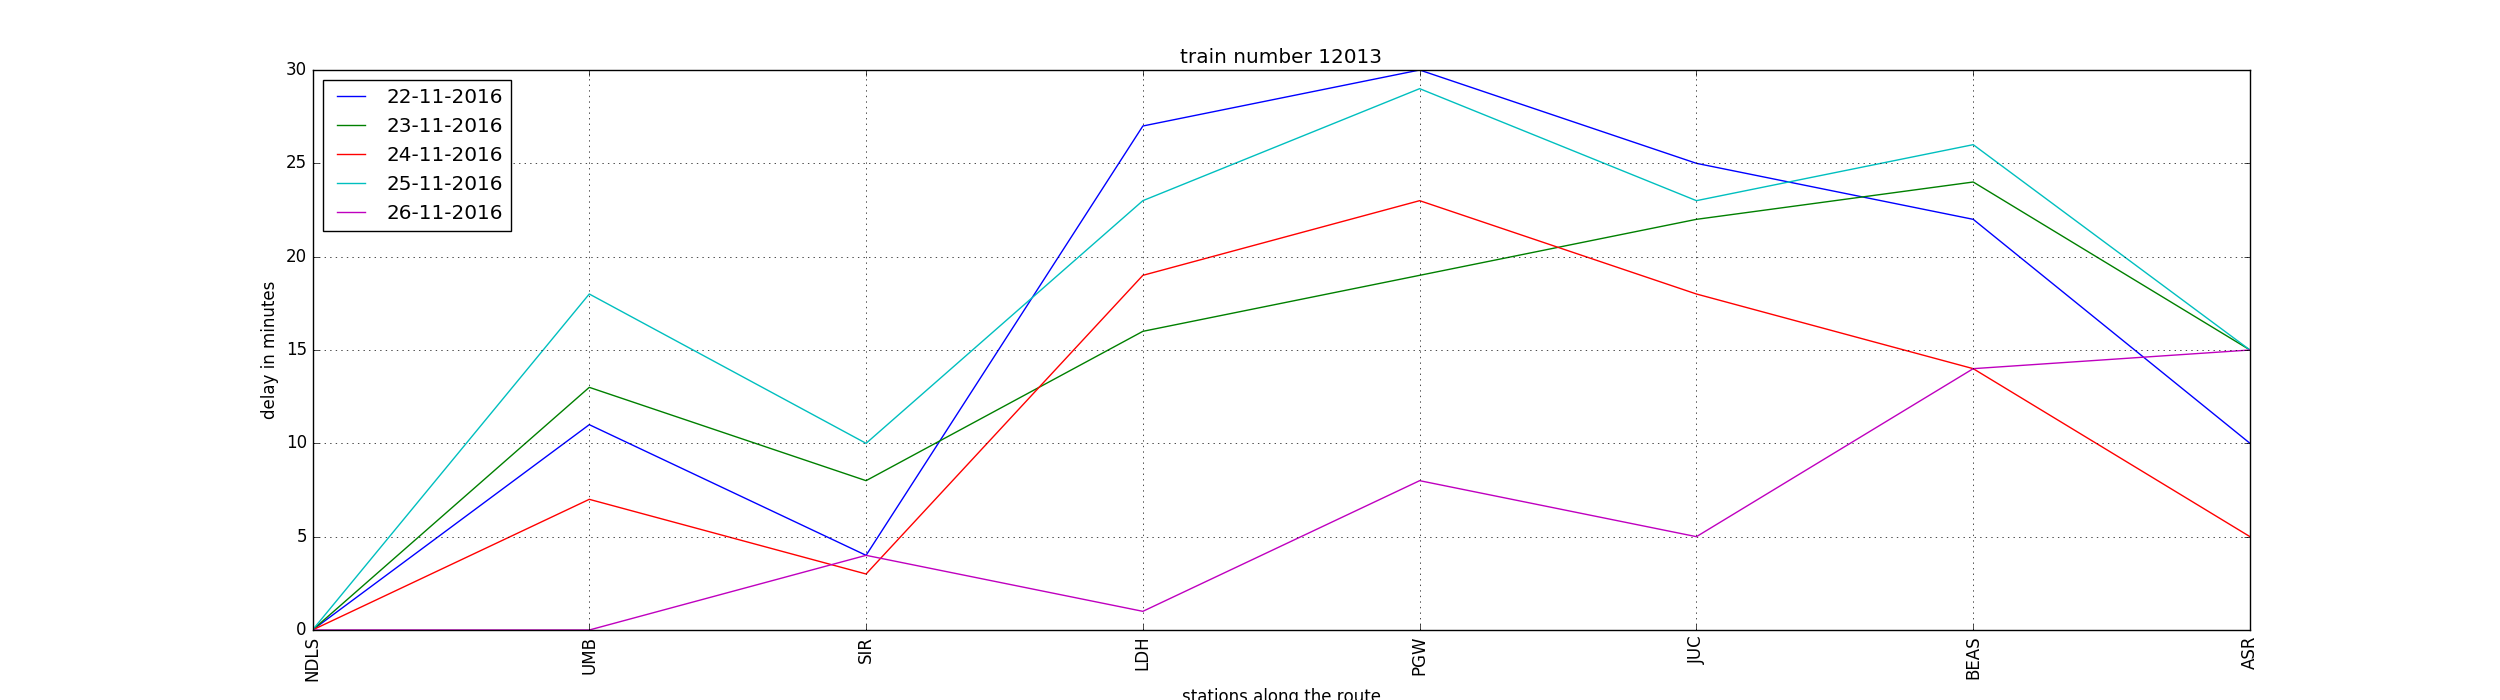 train number 12013
30
25
20
15
10
5
0
delay in minutes
22-11-2016
23-11-2016
24-11-2016
25-11-2016
26-11-2016
NDLS
UMB
SIR
LDH
PGW
JUC
BEAS
ASR
stations along the route